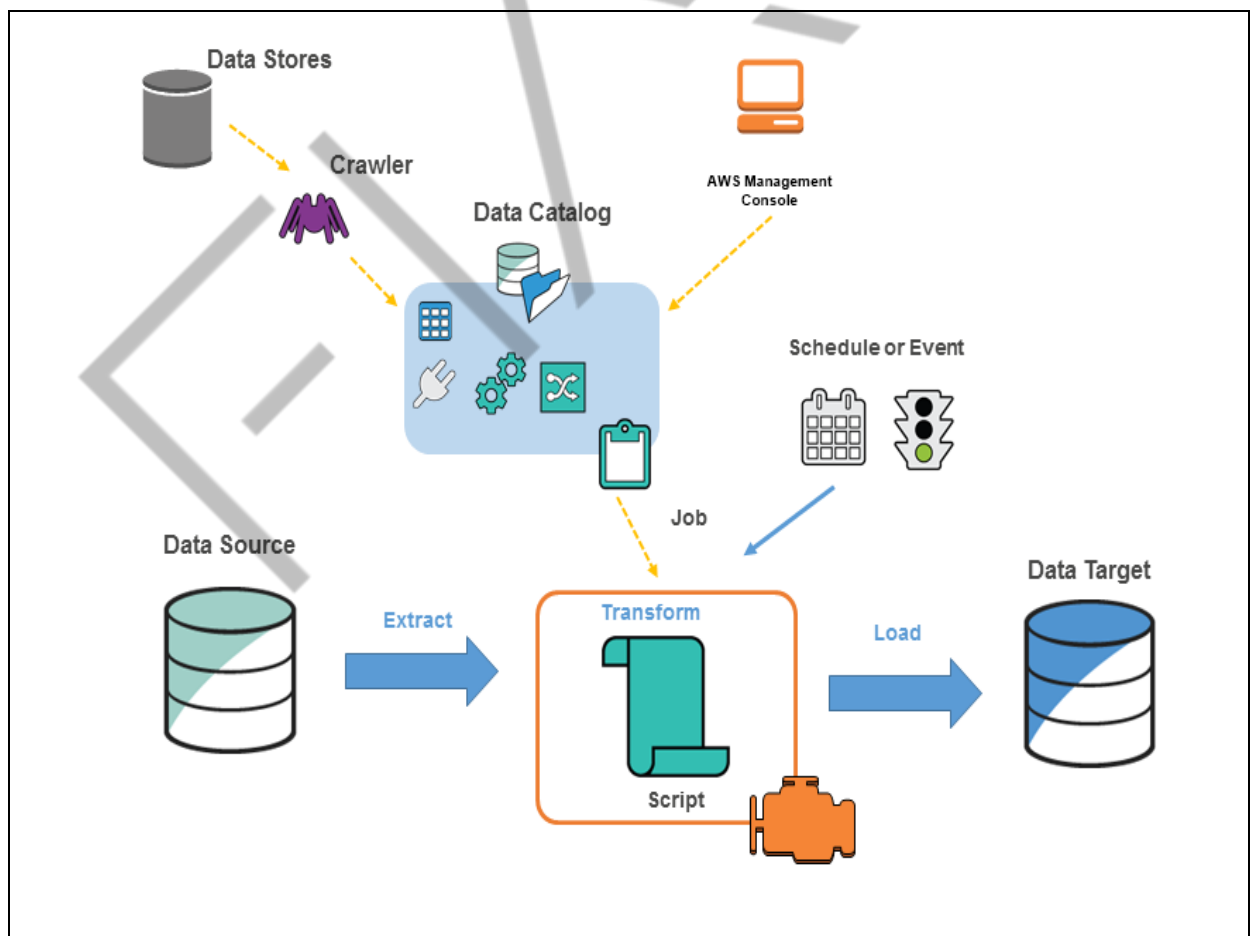 Data Stores
Crawler
AWS Management
Console
Data Catalog
Schedule or Event
Job
Data Source
Data Target
Extract
Transform
Load
Script